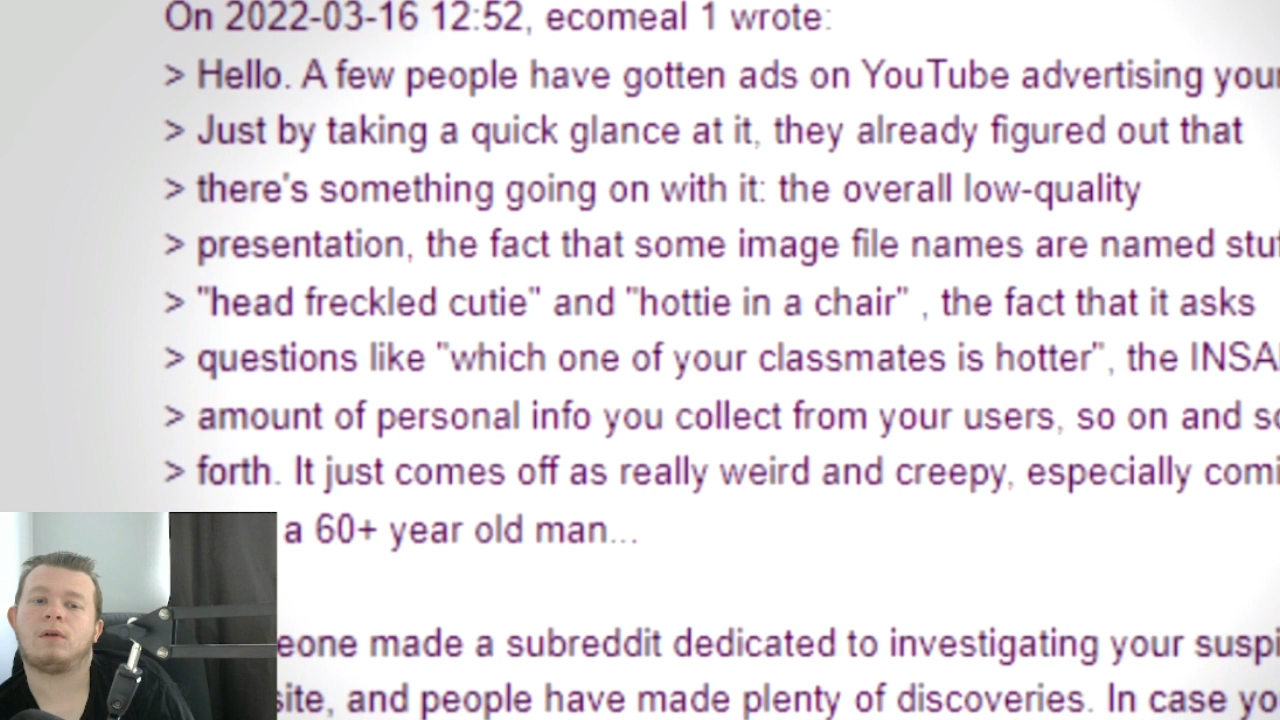 On 2022-03-16 12:52, ecomeal 1 wrote:
> Hello. A few people have gotten ads on YouTube advertising your
> Just by taking a quick glance at it, they already figured out that
> there's something going on with it: the overall low-quality
> presentation, the fact that some image file names are named
> "head freckled cutie" and "hottie in a chair" , the fact that it asks
> questions like "which one of your classmates is hotter", the
> amount of personal info you collect from your users, so on and
> forth. It just comes off as really weird and creepy, especially
a 60+ year old man...
made a subreddit dedicated to investigating your
and people have made plenty of discoveries. In case